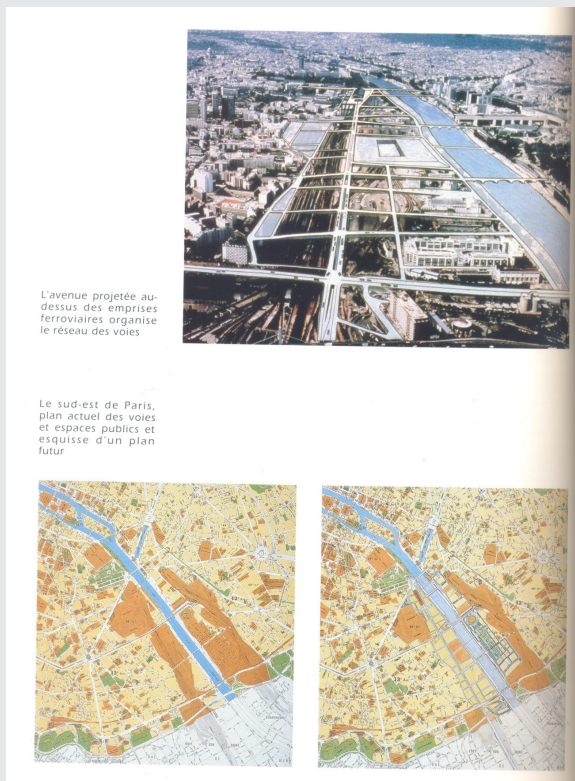 L'avenue projetée au-
dessus des emprises
ferroviaires organise
le réseau des voies
Le sud-est de Paris,
plan actuel des voies
et espaces publics et
esquisse d'un plan
futur